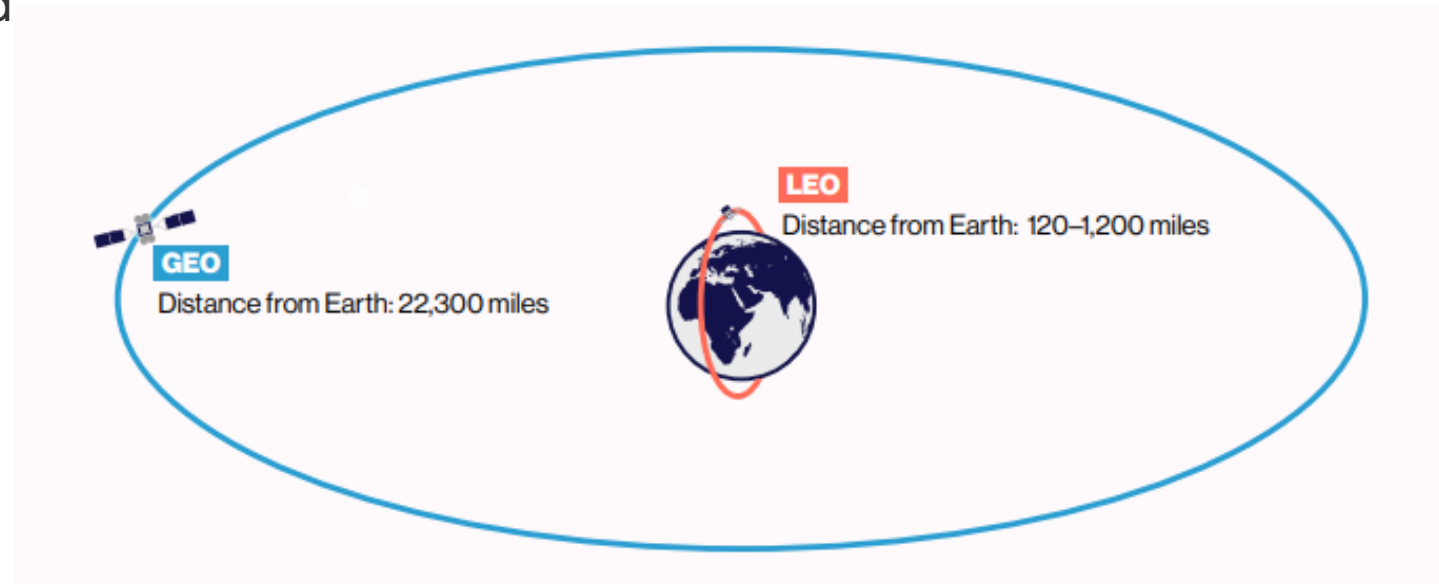 LEO
Distance from Earth: 120–1,200 miles
GEO
Distance from Earth: 22,300 miles